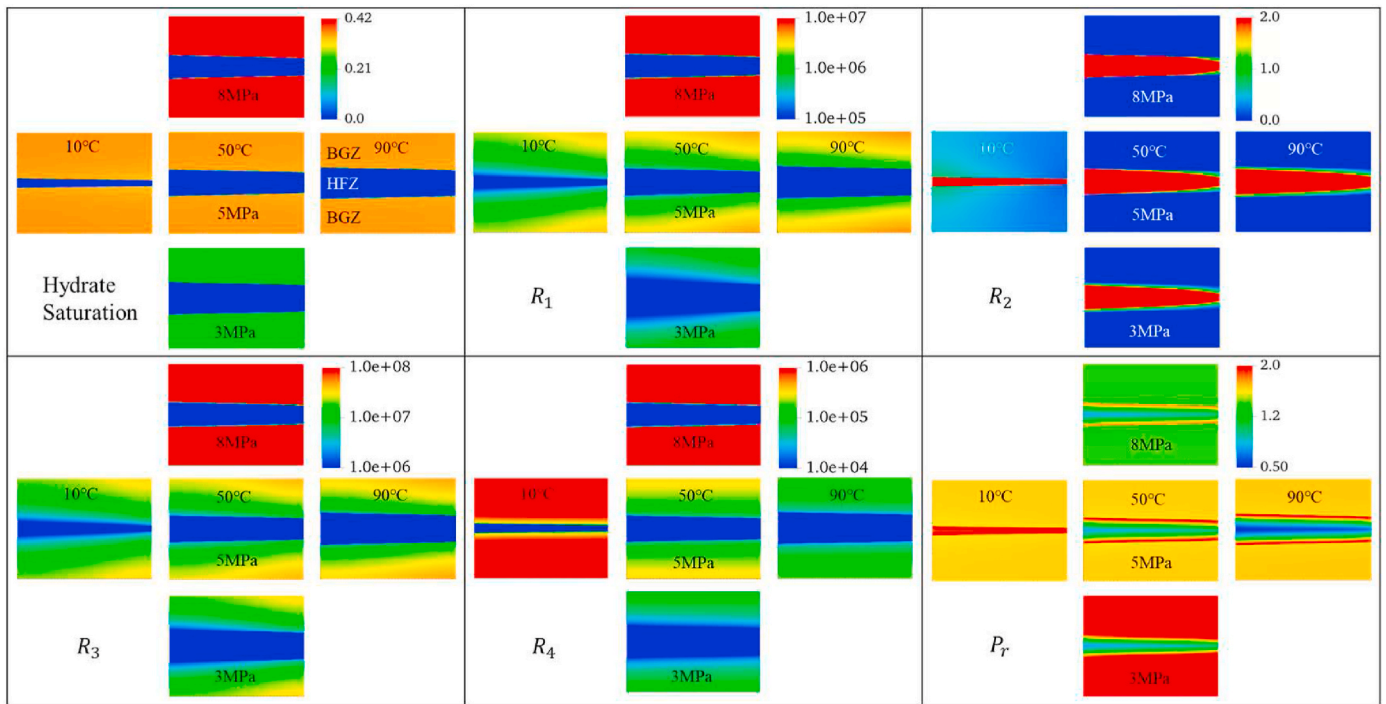 0.42
0.21
0.0
8MPa
10°C
50°C
90°C
BGZ
HFZ
BGZ
5MPa
3MPa
Hydrate
Saturation
1.0e+07
1.0e+06
1.0e+05
8MPa
10°C
50°C
90°C
5MPa
3MPa
R₁
2.0
1.0
0.0
8MPa
10°C
50°C
90°C
5MPa
3MPa
R₂
1.0e+08
1.0e+07
1.0e+06
8MPa
10°C
50°C
90°C
5MPa
3MPa
R₃
1.0e+06
1.0e+05
1.0e+04
8MPa
10°C
50°C
90°C
5MPa
3MPa
R₄
2.0
1.2
0.50
8MPa
10°C
50°C
90°C
5MPa
3MPa
Pᵣ